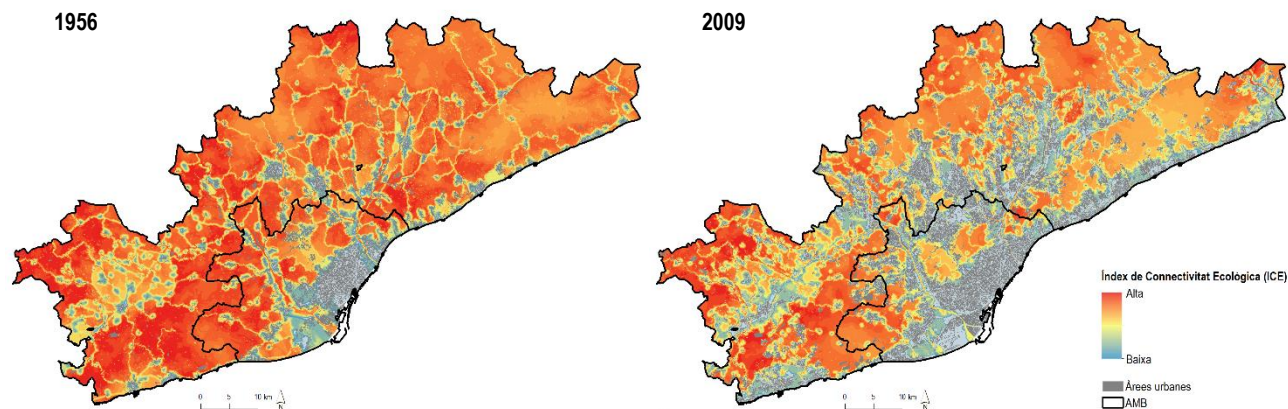 1956
2009
Índex de Connectivitat Ecológica (ICE)
Alta
Baixa
Àrees urbanes
AMB
0 5 10 km
N
0 5 10 km
N